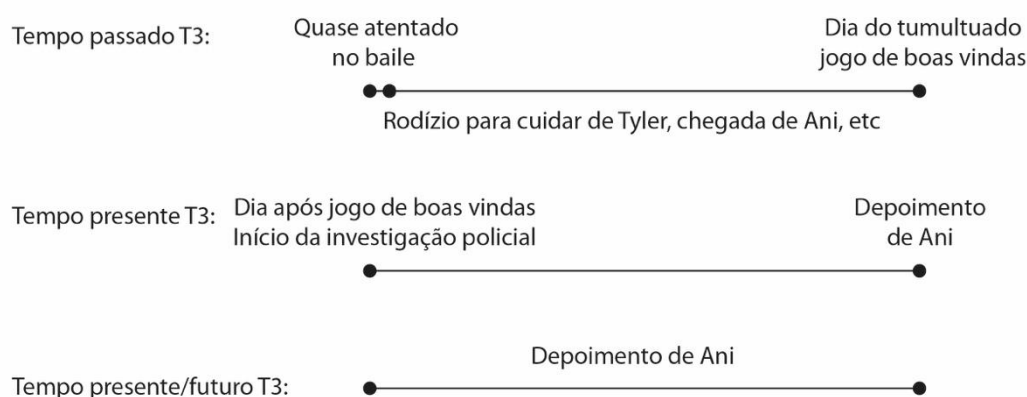 Tempo passado T3:
Quase atentado
no baile
Dia do tumultuado
jogo de boas vindas
Rodízio para cuidar de Tyler, chegada de Ani, etc
Tempo presente T3:
Dia após jogo de boas vindas
Início da investigação policial
Depoimento
de Ani
Depoimento de Ani
Tempo presente/futuro T3: